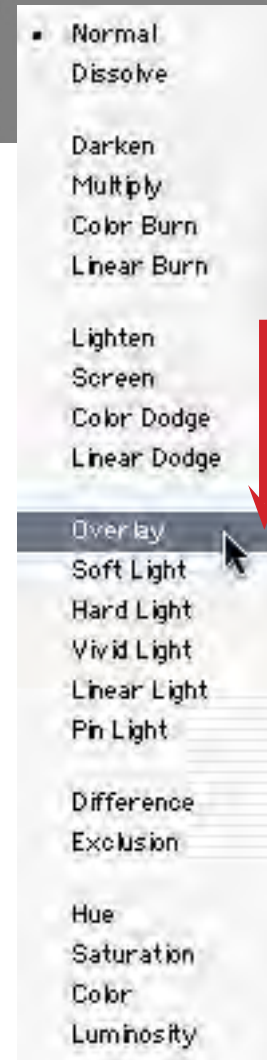 Normal
Dissolve
Darken
Multiply
Color Burn
Linear Burn
Lighten
Screen
Color Dodge
Linear Dodge
Overlay
Soft Light
Hard Light
Vivid Light
Linear Light
Pin Light
Difference
Exclusion
Hue
Saturation
Color
Luminosity